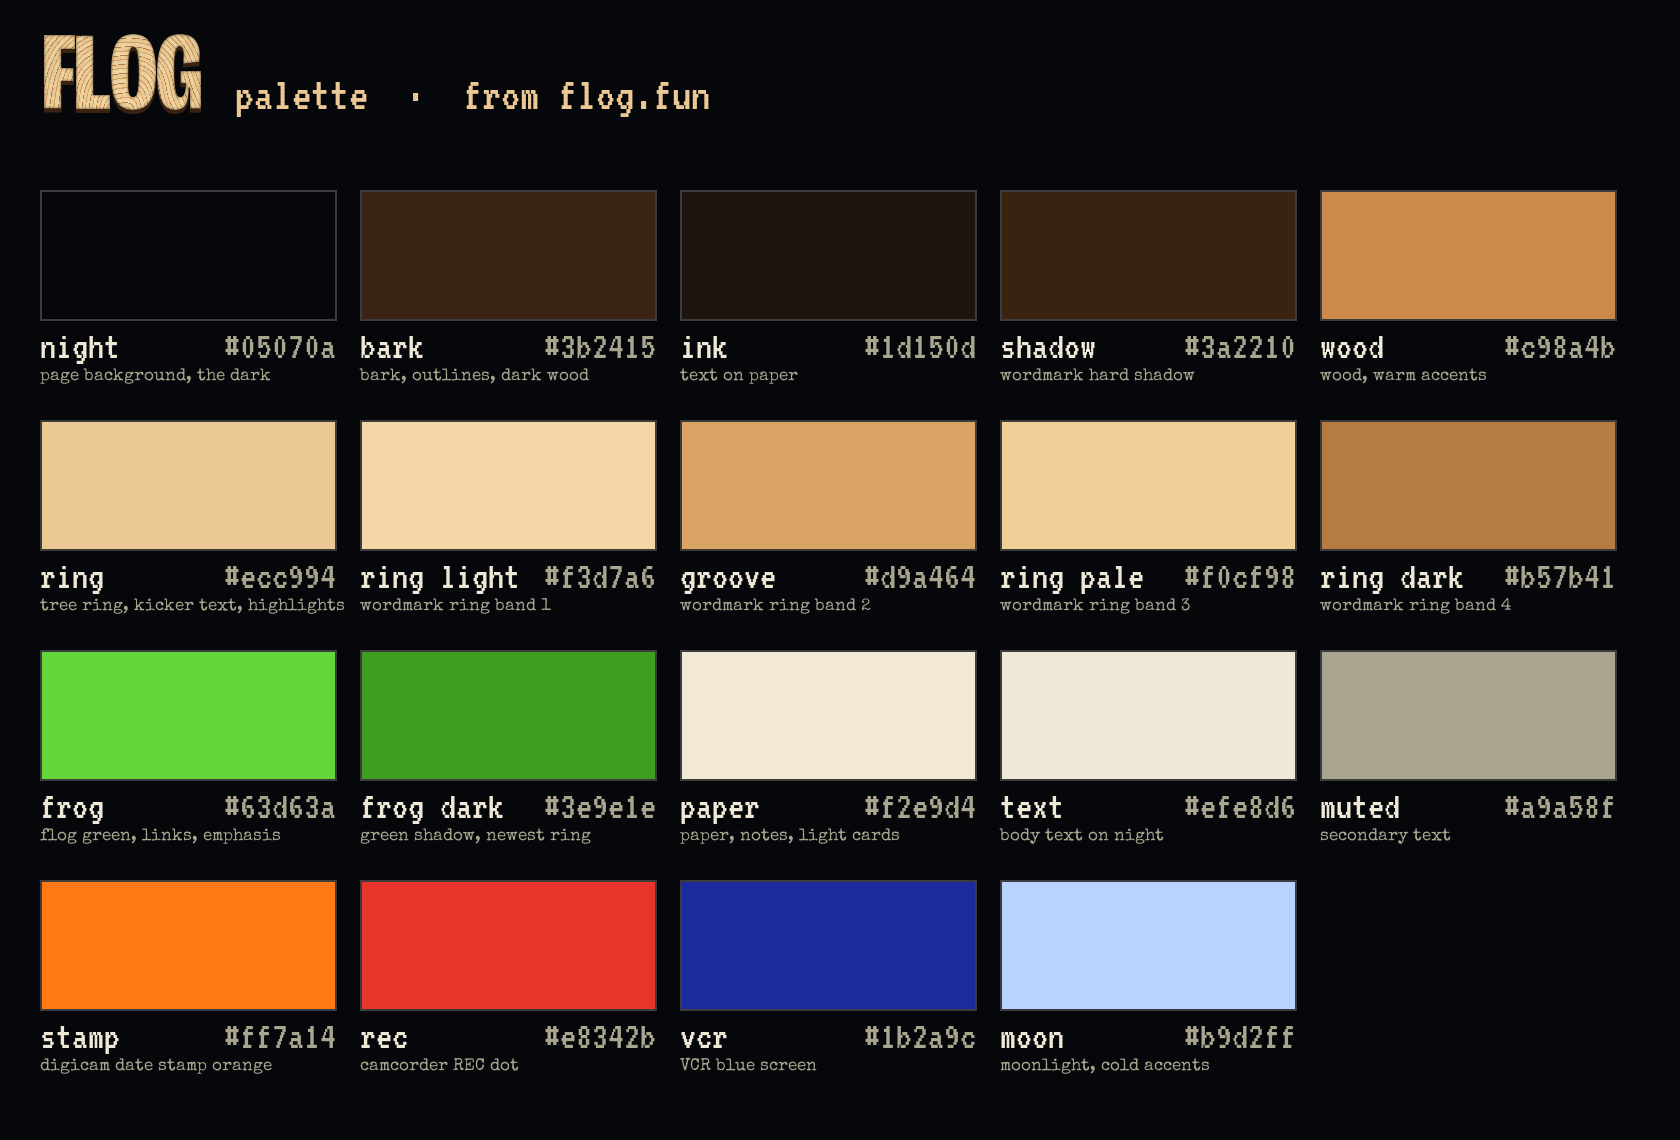 FLOG palette · from flog.fun
night #05070a bark #3b2415 ink #1d150d shadow #3a2210 wood #c98a4b
page background, the dark bark, outlines, dark wood text on paper wordmark hard shadow wood, warm accents
ring #ecc994 ring light #f3d7a6 groove #d9a464 ring pale #f0cf98 ring dark #b57b41
tree ring, kicker text, highlights wordmark ring band 1 wordmark ring band 2 wordmark ring band 3 wordmark ring band 4
frog #63d63a frog dark #3e9e1e paper #f2e9d4 text #efe8d6 muted #a9a58f
flog green, links, emphasis green shadow, newest ring paper, notes, light cards body text on night secondary text
stamp #ff7a14 rec #e8342b vcr #1b2a9c moon #b9d2ff
digicam date stamp orange camcorder REC dot VCR blue screen moonlight, cold accents